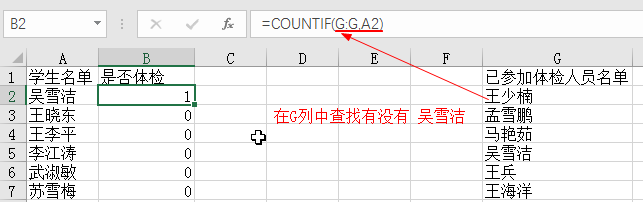 B2 =COUNTIF(G:G,A2)
A B C D E F G
1 学生名单 是否体检 已参加体检人员名单
2 吴雪洁 1 王少楠
3 王晓东 0 在G列中查找有没有 吴雪洁 孟雪鹏
4 王李平 0 马艳茹
5 李江涛 0 吴雪洁
6 武淑敏 0 王兵
7 苏雪梅 0 王海洋